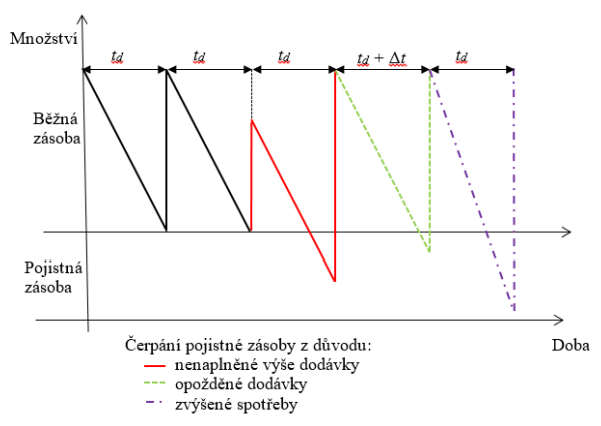 Množství
td
td
td
td + Δt
td
Běžná
zásoba
Pojistná
zásoba
Čerpání pojistné zásoby z důvodu:
Doba
nenaplněné výše dodávky
opožděné dodávky
zvýšené spotřeby